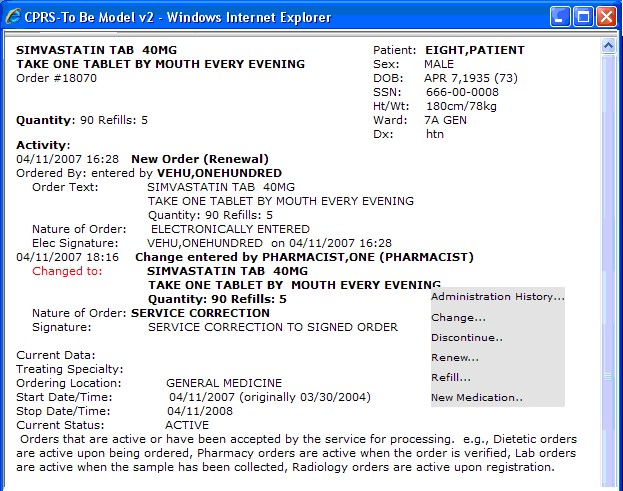 CPRS-To Be Model v2 - Windows Internet Explorer
SIMVASTATIN TAB 40MG
TAKE ONE TABLET BY MOUTH EVERY EVENING
Order #18070
Quantity: 90 Refills: 5
Patient: EIGHT,PATIENT
Sex: MALE
DOB: APR 7,1935 (73)
SSN: 666-00-0008
Ht/Wt: 180cm/78kg
Ward: 7A GEN
Dx: htn
Activity:
04/11/2007 16:28 New Order (Renewal)
Ordered By: entered by VEHU,ONEHUNDRED
Order Text: SIMVASTATIN TAB 40MG
TAKE ONE TABLET BY MOUTH EVERY EVENING
Quantity: 90 Refills: 5
Nature of Order: ELECTRONICALLY ENTERED
Elec Signature: VEHU,ONEHUNDRED on 04/11/2007 16:28
04/11/2007 18:16 Change entered by PHARMACIST,ONE (PHARMACIST)
Changed to: SIMVASTATIN TAB 40MG
TAKE ONE TABLET BY MOUTH EVERY EVENING
Quantity: 90 Refills: 5
Nature of Order: SERVICE CORRECTION
Signature: SERVICE CORRECTION TO SIGNED ORDER
Administration History...
Change...
Discontinue..
Renew...
Refill...
New Medication..
Current Data:
Treating Specialty:
Ordering Location: GENERAL MEDICINE
Start Date/Time: 04/11/2007 (originally 03/30/2004)
Stop Date/Time: 04/11/2008
Current Status: ACTIVE
Orders that are active or have been accepted by the service for processing. e.g., Dietetic orders
are active upon being ordered, Pharmacy orders are active when the order is verified, Lab orders
are active when the sample has been collected, Radiology orders are active upon registration.